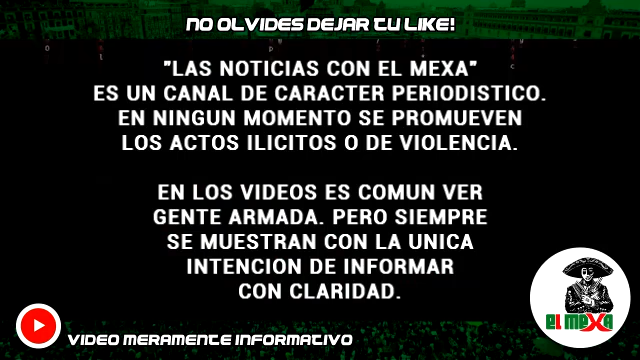 NO OLVIDES DEJAR TU LIKE!
"LAS NOTICIAS CON EL MEXA"
ES UN CANAL DE CARACTER PERIODISTICO.
EN NINGUN MOMENTO SE PROMUEVEN
LOS ACTOS ILICITOS O DE VIOLENCIA.
EN LOS VIDEOS ES COMUN VER
GENTE ARMADA. PERO SIEMPRE
SE MUESTRAN CON LA UNICA
INTENCION DE INFORMAR
CON CLARIDAD.
EL MEXA
VIDEO MERAMENTE INFORMATIVO